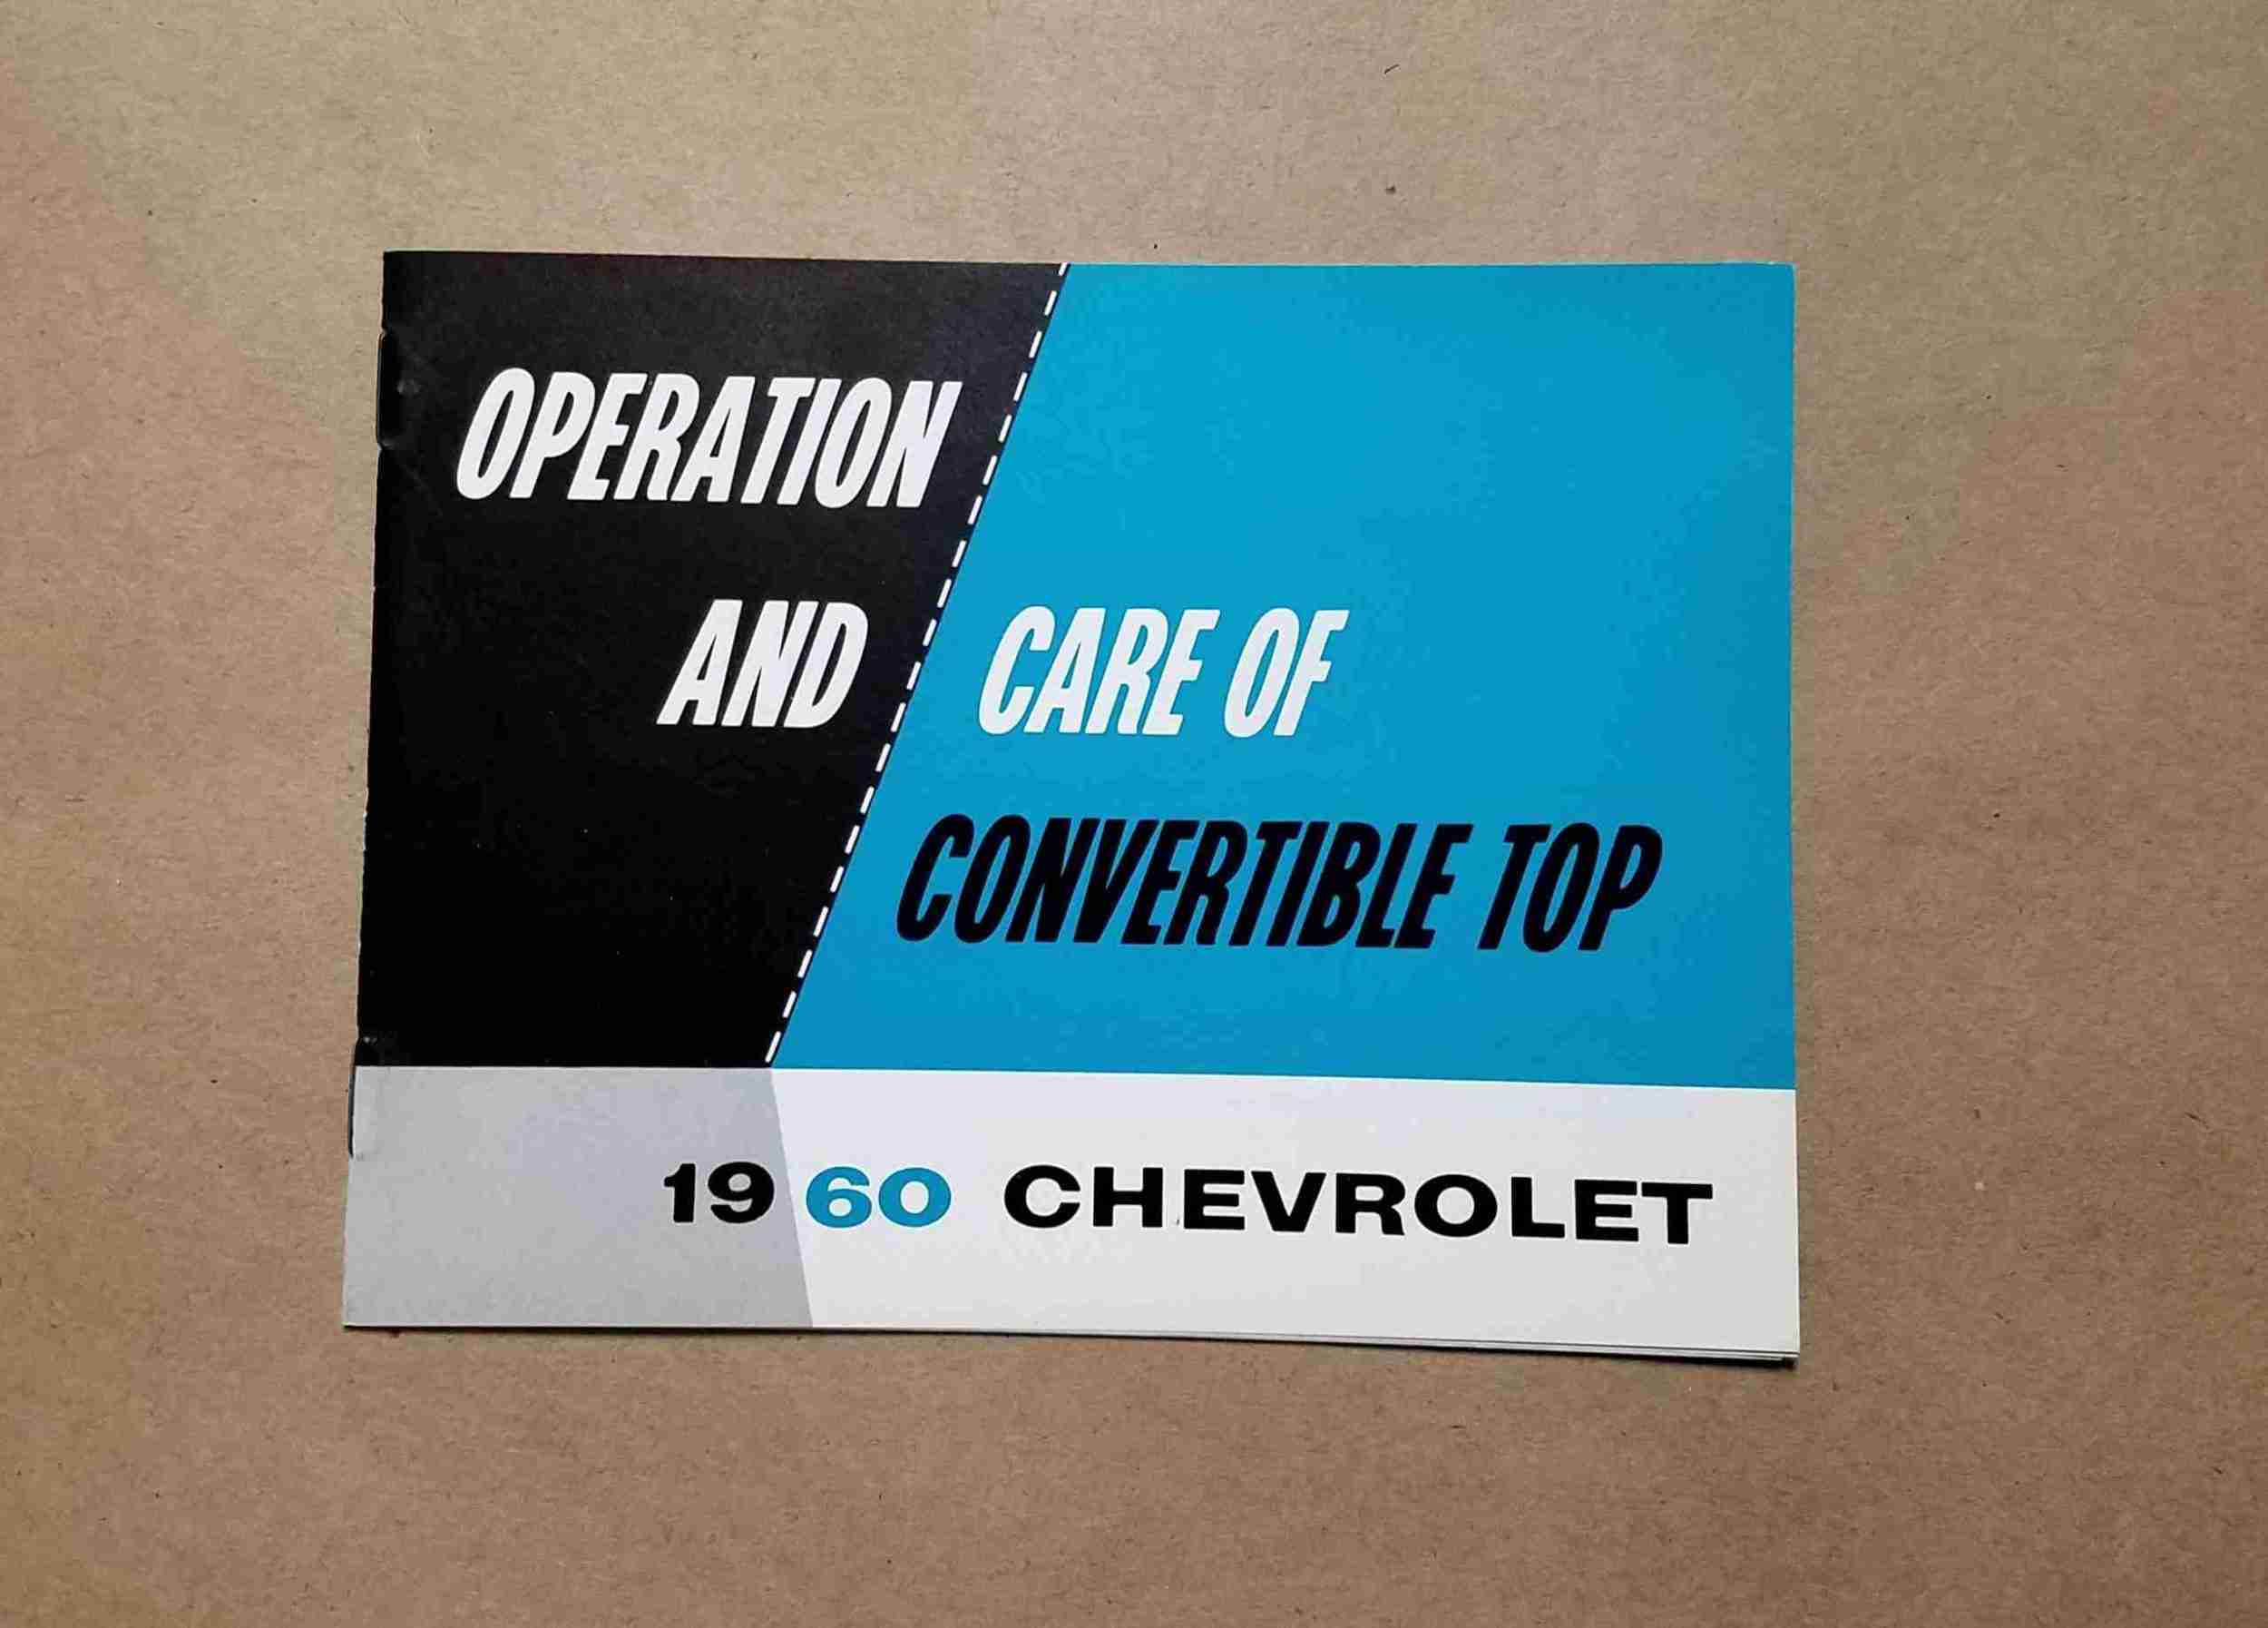 OPERATION
AND CARE OF
CONVERTIBLE TOP
1960 CHEVROLET